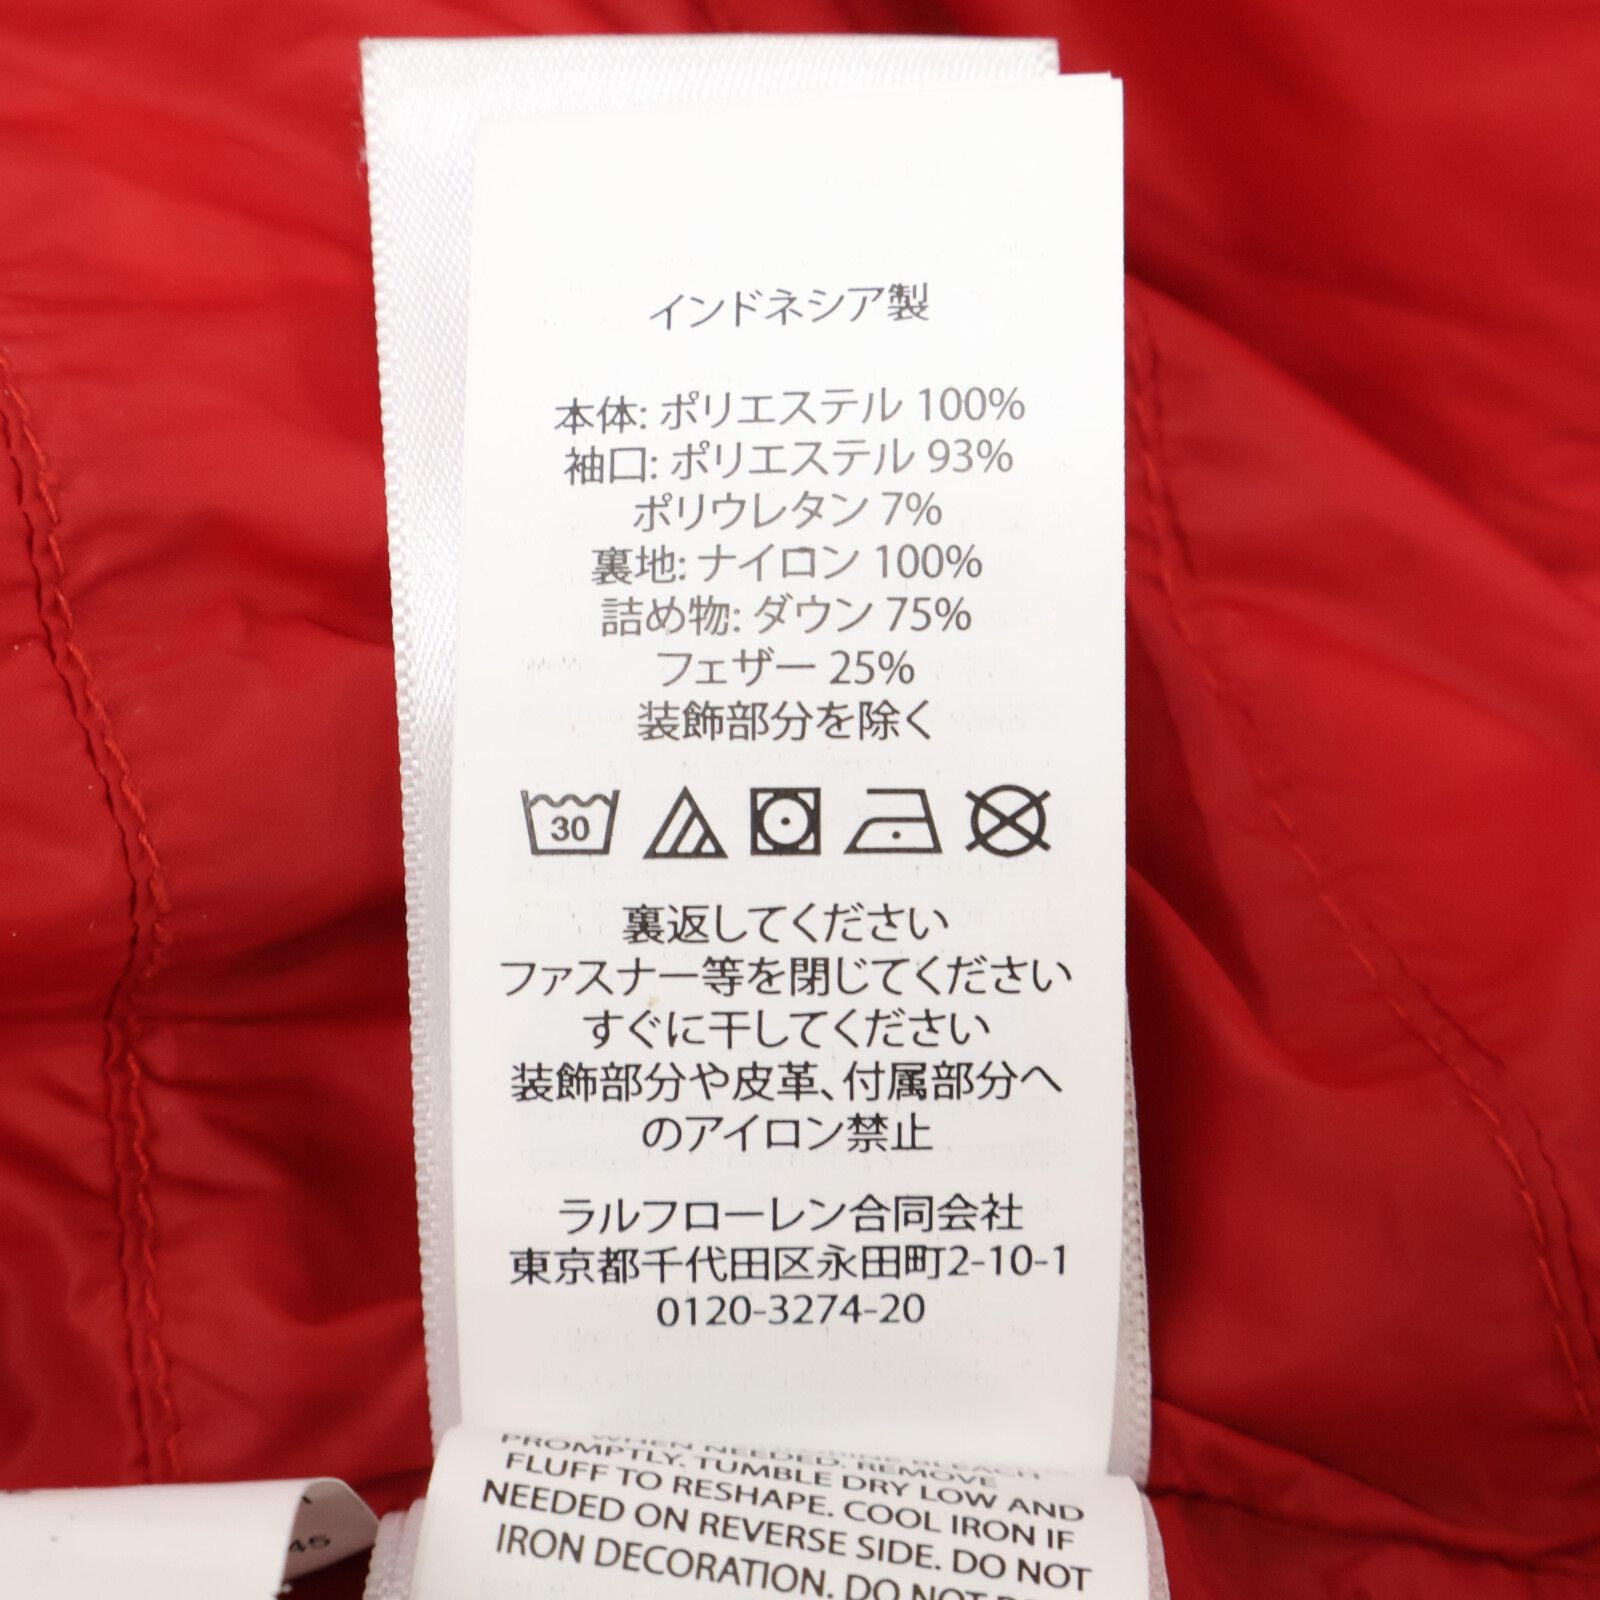 インドネシア製
本体: ポリエステル 100%
袖口: ポリエステル 93%
ポリウレタン 7%
裏地: ナイロン 100%
詰め物: ダウン 75%
フェザー 25%
装飾部分を除く
30
裏返してください
ファスナー等を閉じてください
すぐに干してください
装飾部分や皮革、付属部分へ
のアイロン禁止
ラルフローレン合同会社
東京都千代田区永田町2-10-1
0120-3274-20
WHEN NEEDED. REMOVE
PROMPTLY. TUMBLE DRY LOW AND
FLUFF TO RESHAPE. COOL IRON IF
NEEDED ON REVERSE SIDE. DO NOT
IRON DECORATION. DO NOT
45